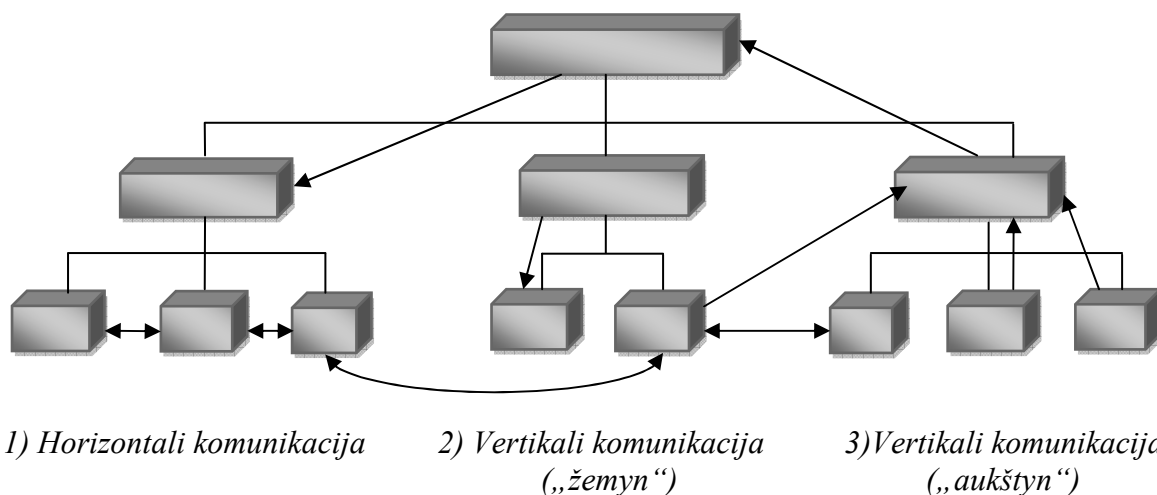 1) Horizontali komunikacija
2) Vertikali komunikacija
(„žemyn“)
3)Vertikali komunikacija
(„aukštyn“)